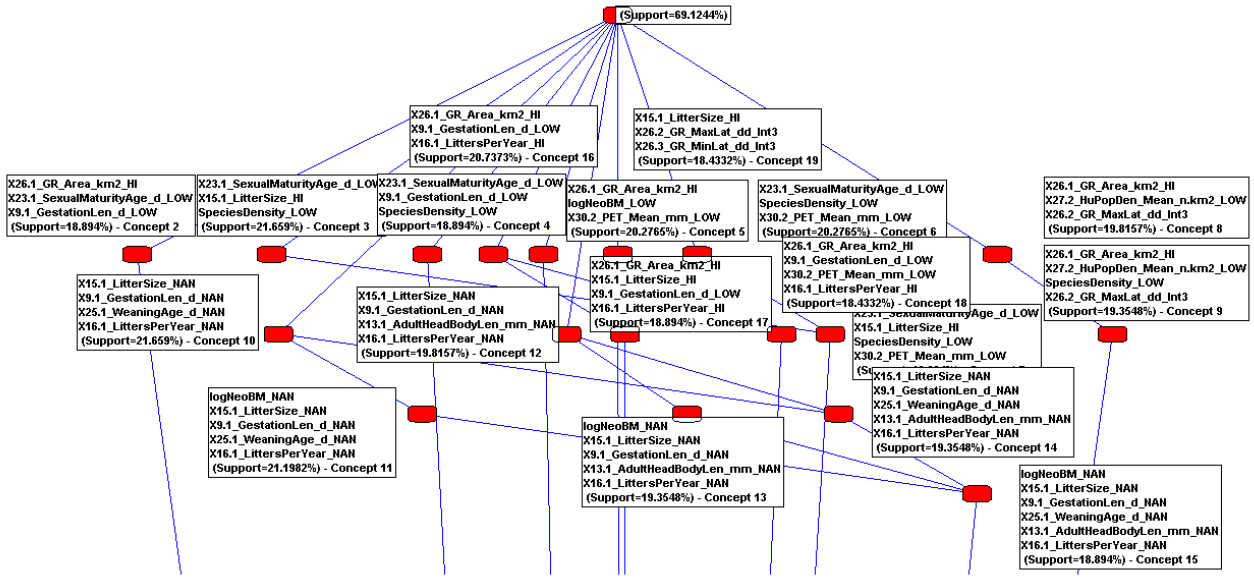 (Support=69.1244%)
X26.1_GR_Area_km2_HI
X9.1_GestationLen_d_LOW
X16.1_LittersPerYear_HI
(Support=20.7373%) - Concept 16
X15.1_LitterSize_HI
X26.2_GR_MaxLat_dd_Int3
X26.3_GR_MinLat_dd_Int3
(Support=18.4332%) - Concept 19
X26.1_GR_Area_km2_HI
X23.1_SexualMaturityAge_d_LOW
X9.1_GestationLen_d_LOW
(Support=18.894%) - Concept 2
X23.1_SexualMaturityAge_d_LOW
X15.1_LitterSize_HI
SpeciesDensity_LOW
(Support=21.659%) - Concept 3
X23.1_SexualMaturityAge_d_LOW
X9.1_GestationLen_d_LOW
SpeciesDensity_LOW
(Support=18.894%) - Concept 4
X26.1_GR_Area_km2_HI
logNeoBM_LOW
X30.2_PET_Mean_mm_LOW
(Support=20.2765%) - Concept 5
X23.1_SexualMaturityAge_d_LOW
SpeciesDensity_LOW
X30.2_PET_Mean_mm_LOW
(Support=20.2765%) - Concept 6
X26.1_GR_Area_km2_HI
X27.2_HuPopDen_Mean_n.km2_LOW
X26.2_GR_MaxLat_dd_Int3
(Support=19.8157%) - Concept 8
X26.1_GR_Area_km2_HI
X9.1_GestationLen_d_LOW
X30.2_PET_Mean_mm_LOW
X16.1_LittersPerYear_HI
(Support=18.4332%) - Concept 18
X26.1_GR_Area_km2_HI
X27.2_HuPopDen_Mean_n.km2_LOW
SpeciesDensity_LOW
X26.2_GR_MaxLat_dd_Int3
(Support=19.3548%) - Concept 9
X26.1_GR_Area_km2_HI
X15.1_LitterSize_HI
X9.1_GestationLen_d_LOW
X16.1_LittersPerYear_HI
(Support=18.894%) - Concept 17
X15.1_LitterSize_NAN
X9.1_GestationLen_d_NAN
X25.1_WeaningAge_d_NAN
X16.1_LittersPerYear_NAN
(Support=21.659%) - Concept 10
X15.1_LitterSize_NAN
X9.1_GestationLen_d_NAN
X13.1_AdultHeadBodyLen_mm_NAN
X16.1_LittersPerYear_NAN
(Support=19.8157%) - Concept 12
X23.1_SexualMaturityAge_d_LOW
X15.1_LitterSize_HI
SpeciesDensity_LOW
X30.2_PET_Mean_mm_LOW
X15.1_LitterSize_NAN
X9.1_GestationLen_d_NAN
X25.1_WeaningAge_d_NAN
X13.1_AdultHeadBodyLen_mm_NAN
X16.1_LittersPerYear_NAN
(Support=19.3548%) - Concept 14
logNeoBM_NAN
X15.1_LitterSize_NAN
X9.1_GestationLen_d_NAN
X25.1_WeaningAge_d_NAN
X16.1_LittersPerYear_NAN
(Support=21.1982%) - Concept 11
logNeoBM_NAN
X15.1_LitterSize_NAN
X9.1_GestationLen_d_NAN
X13.1_AdultHeadBodyLen_mm_NAN
X16.1_LittersPerYear_NAN
(Support=19.3548%) - Concept 13
logNeoBM_NAN
X15.1_LitterSize_NAN
X9.1_GestationLen_d_NAN
X25.1_WeaningAge_d_NAN
X13.1_AdultHeadBodyLen_mm_NAN
X16.1_LittersPerYear_NAN
(Support=18.894%) - Concept 15